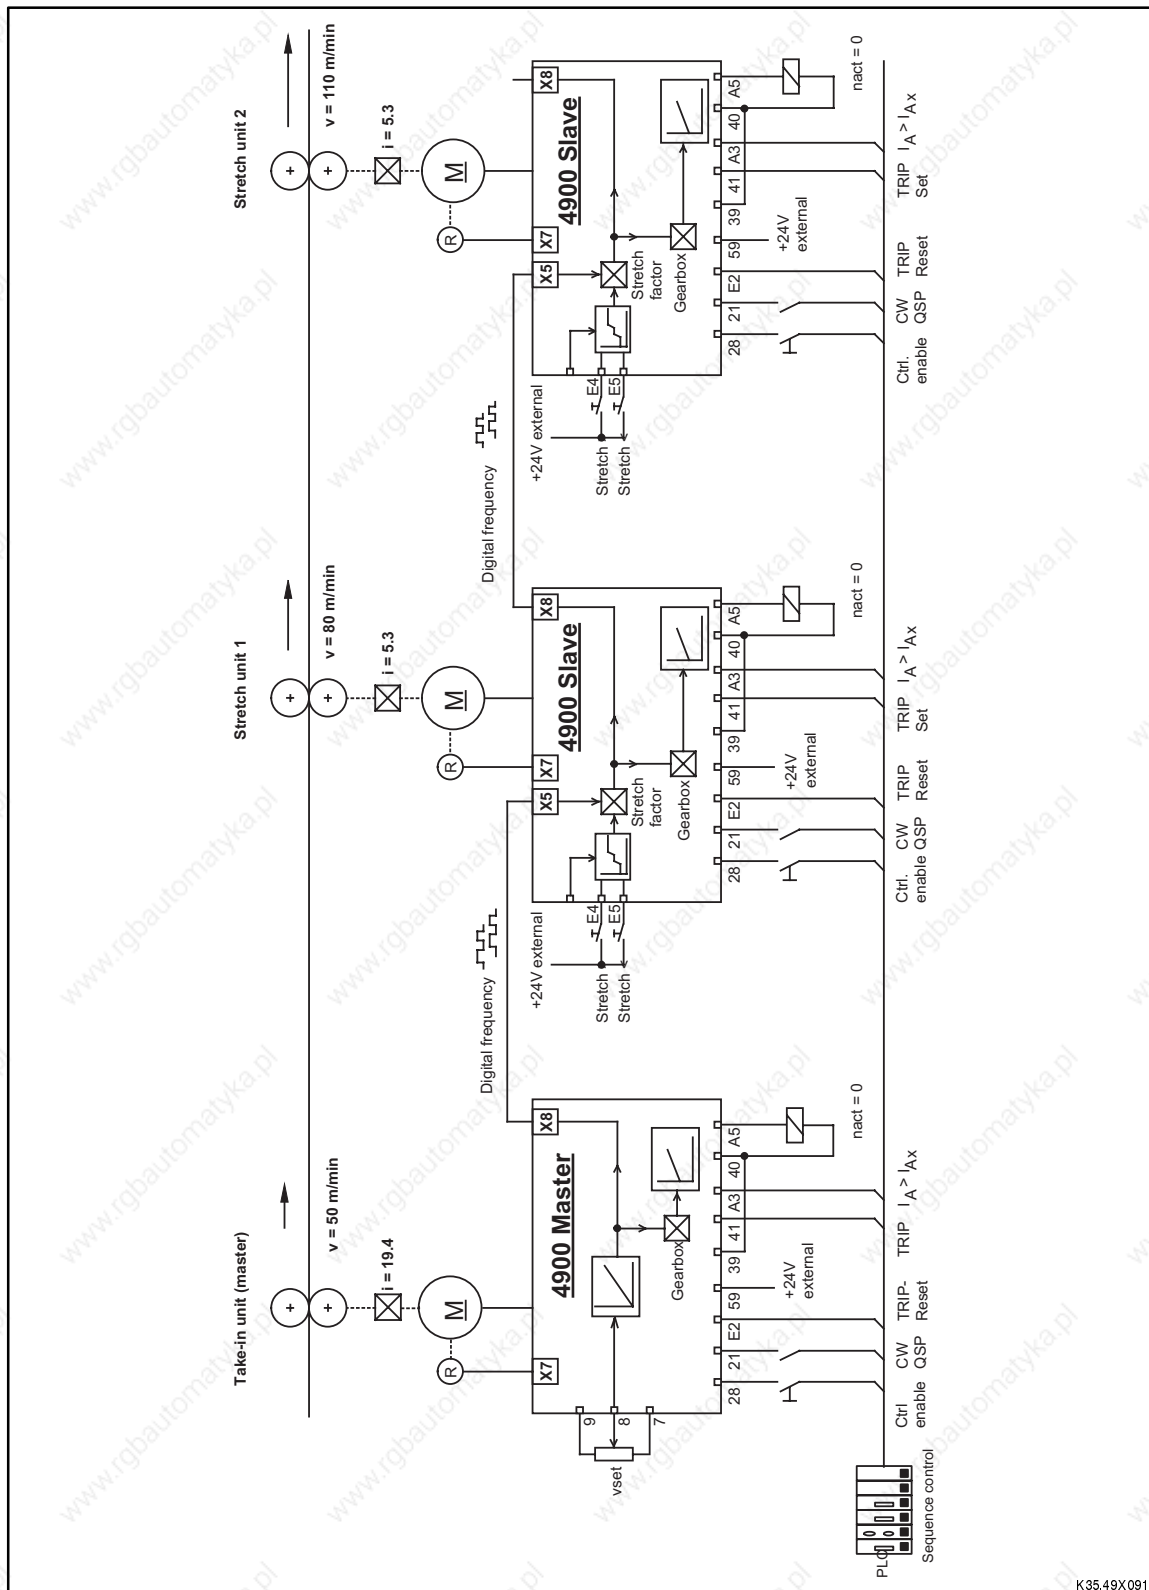 Take-in unit (master)
v = 50 m/min
i = 19.4
M
R
X7
X8
4900 Master
Gearbox
vset
9
8
7
28
21
E2
59
39
41
A3
40
A5
+24V
external
nact = 0
Ctrl
enable
CW
QSP
TRIP-
Reset
TRIP
I A > I Ax
PLC
Sequence control
Digital frequency
Stretch unit 1
v = 80 m/min
i = 5.3
M
R
X5
X7
X8
4900 Slave
Stretch
factor
Gearbox
+24V external
Stretch
Stretch
E4
E5
28
21
E2
59
39
41
A3
40
A5
+24V
external
nact = 0
Ctrl.
enable
CW
QSP
TRIP
Reset
TRIP
Set
I A > I Ax
Digital frequency
Stretch unit 2
v = 110 m/min
i = 5.3
M
R
X5
X7
X8
4900 Slave
Stretch
factor
Gearbox
+24V external
Stretch
Stretch
E4
E5
28
21
E2
59
39
41
A3
40
A5
+24V
external
nact = 0
Ctrl.
enable
CW
QSP
TRIP
Reset
TRIP
Set
I A > I Ax
K35.49X091
www.rgbautomatyka.pl